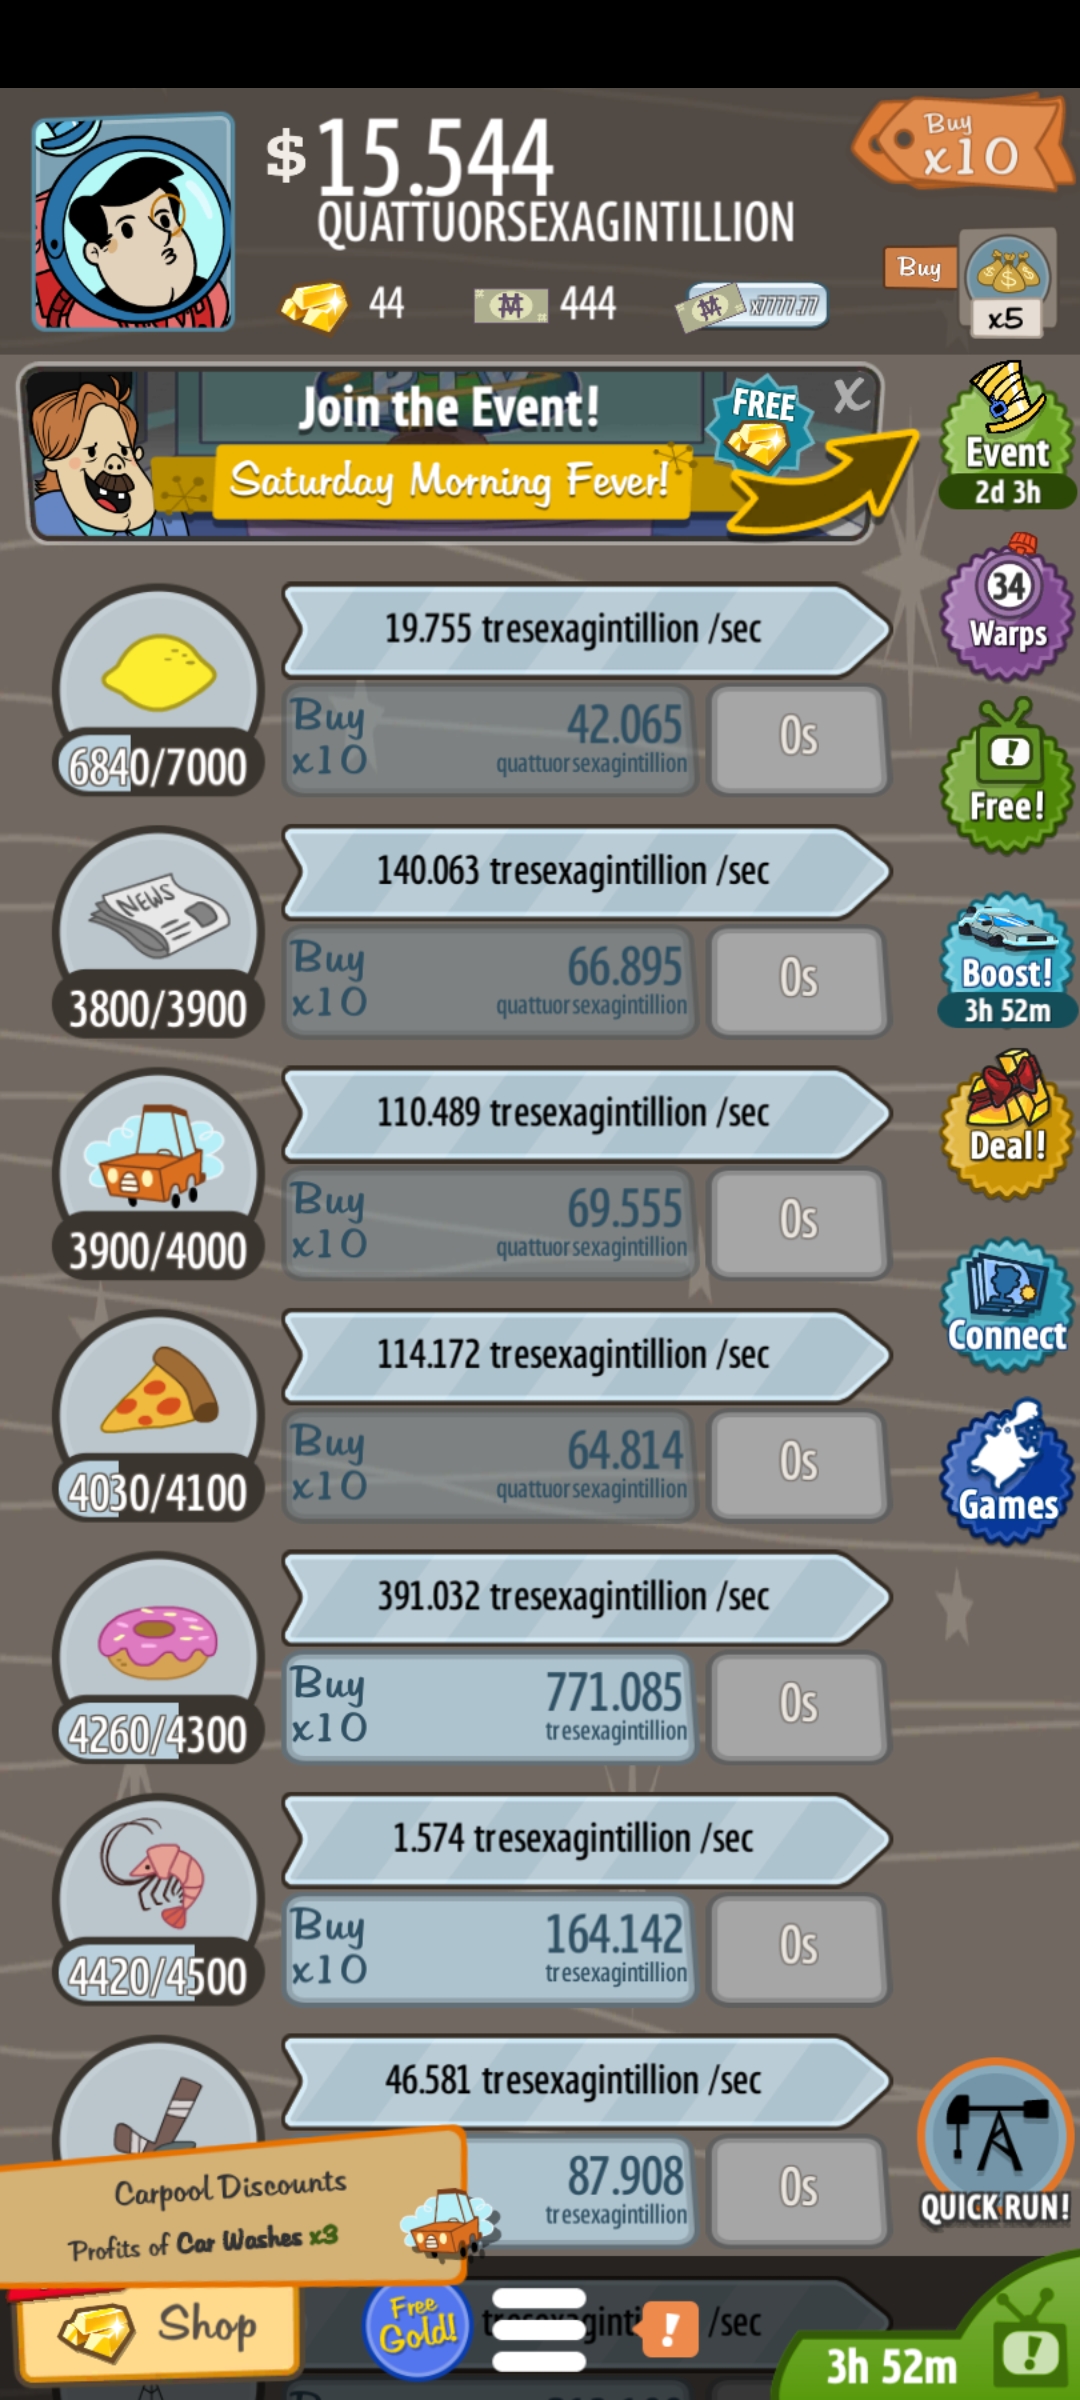 $15.544
QUATTUORSEXAGINTILLION
Buy
x10
44
444
x7777.77
Buy
x5
Join the Event!
Saturday Morning Fever!
FREE
X
Event
2d 3h
34
Warps
Free!
Boost!
3h 52m
Deal!
Connect
Games
19.755 tresexagintillion /sec
6840/7000
Buy
x10
42.065
quattuorsexagintillion
0s
NEWS
140.063 tresexagintillion /sec
3800/3900
Buy
x10
66.895
quattuorsexagintillion
0s
110.489 tresexagintillion /sec
3900/4000
Buy
x10
69.555
quattuorsexagintillion
0s
114.172 tresexagintillion /sec
4030/4100
Buy
x10
64.814
quattuorsexagintillion
0s
391.032 tresexagintillion /sec
4260/4300
Buy
x10
771.085
tresexagintillion
0s
1.574 tresexagintillion /sec
4420/4500
Buy
x10
164.142
tresexagintillion
0s
46.581 tresexagintillion /sec
87.908
tresexagintillion
0s
QUICK RUN!
Carpool Discounts
Profits of Car Washes x3
Shop
Free
Gold!
/sec
3h 52m